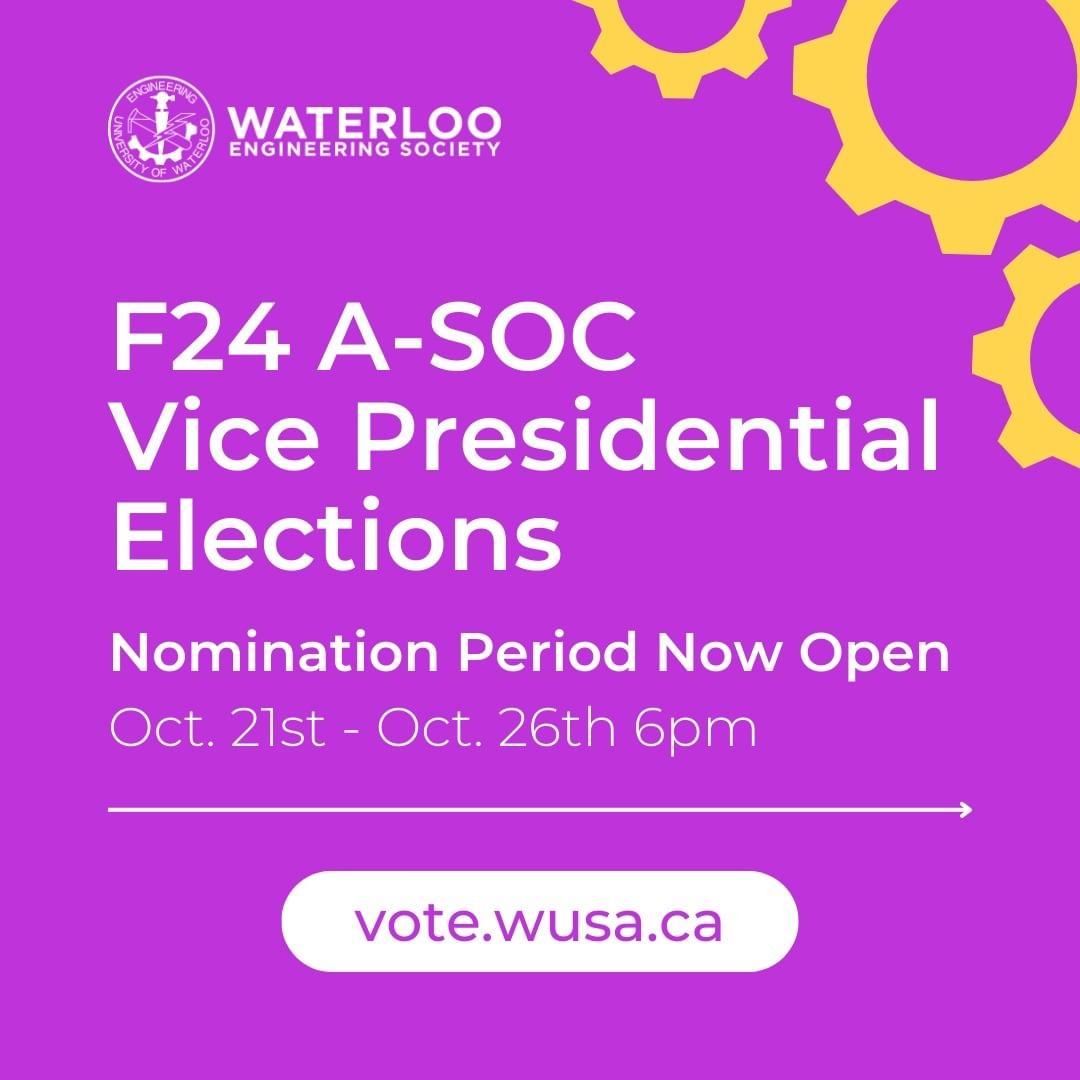 ENGINEERING
UNIVERSITY OF WATERLOO
WATERLOO
ENGINEERING SOCIETY
F24 A-SOC
Vice Presidential
Elections
Nomination Period Now Open
Oct. 21st - Oct. 26th 6pm
vote.wusa.ca